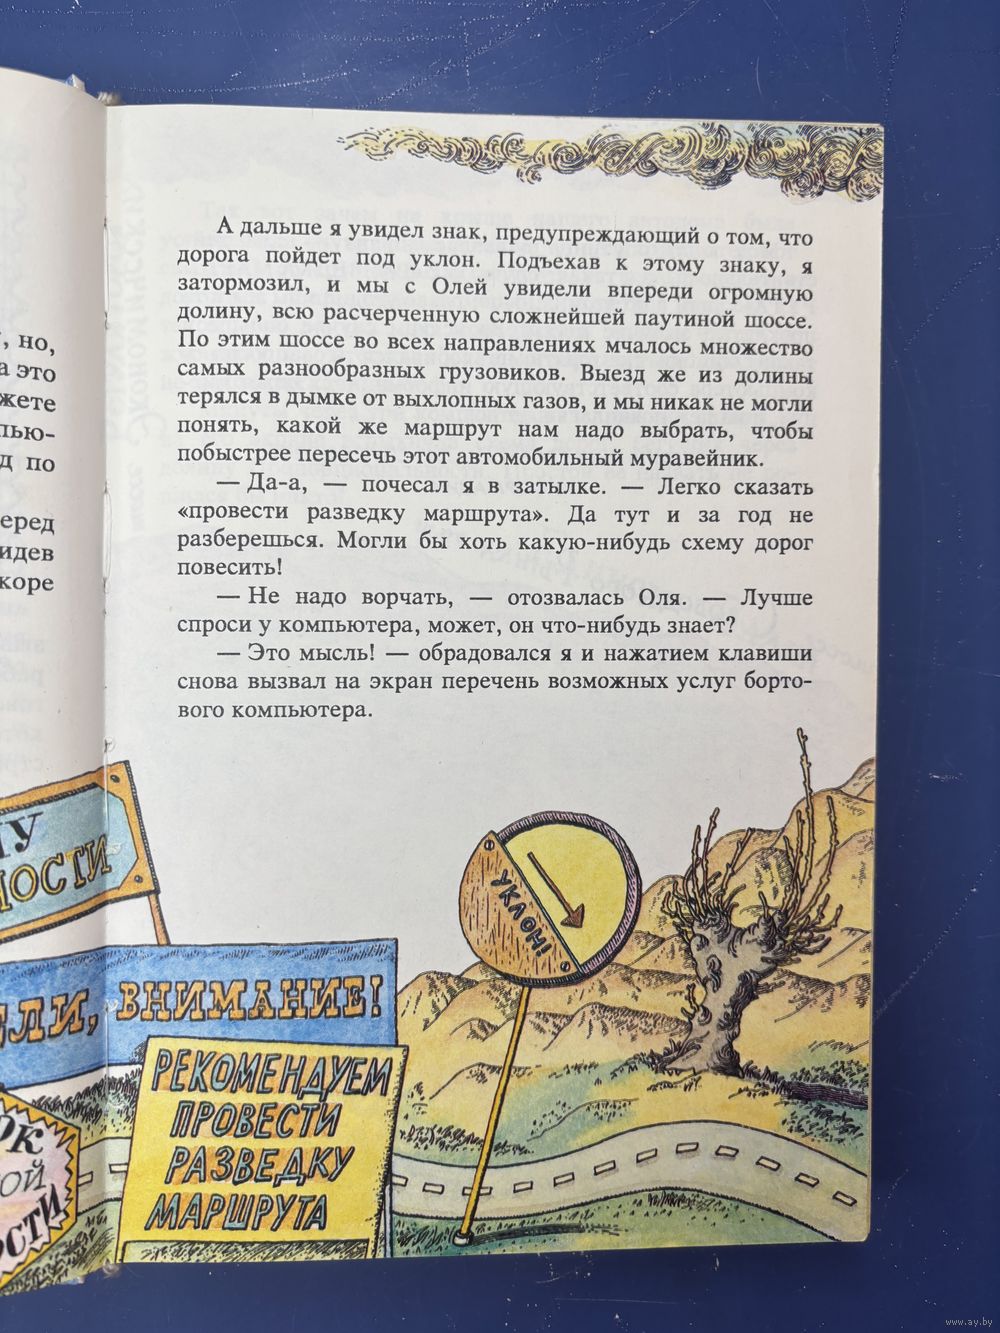 , но,
а это
жете
пью-
д по
еред
идев
коре
А дальше я увидел знак, предупреждающий о том, что
дорога пойдет под уклон. Подъехав к этому знаку, я
затормозил, и мы с Олей увидели впереди огромную
долину, всю расчерченную сложнейшей паутиной шоссе.
По этим шоссе во всех направлениях мчалось множество
самых разнообразных грузовиков. Выезд же из долины
терялся в дымке от выхлопных газов, и мы никак не могли
понять, какой же маршрут нам надо выбрать, чтобы
побыстрее пересечь этот автомобильный муравейник.
— Да-а, — почесал я в затылке. — Легко сказать
«провести разведку маршрута». Да тут и за год не
разберешься. Могли бы хоть какую-нибудь схему дорог
повесить!
— Не надо ворчать, — отозвалась Оля. — Лучше
спроси у компьютера, может, он что-нибудь знает?
— Это мысль! — обрадовался я и нажатием клавиши
снова вызвал на экран перечень возможных услуг борто-
вого компьютера.
У
НОСТИ
ЕЛИ, ВНИМАНИЕ!
УКЛОН!
РЕКОМЕНДУЕМ
ПРОВЕСТИ
РАЗВЕДКУ
МАРШРУТА
ОК
ОЙ
ОСТИ
www.ay.by